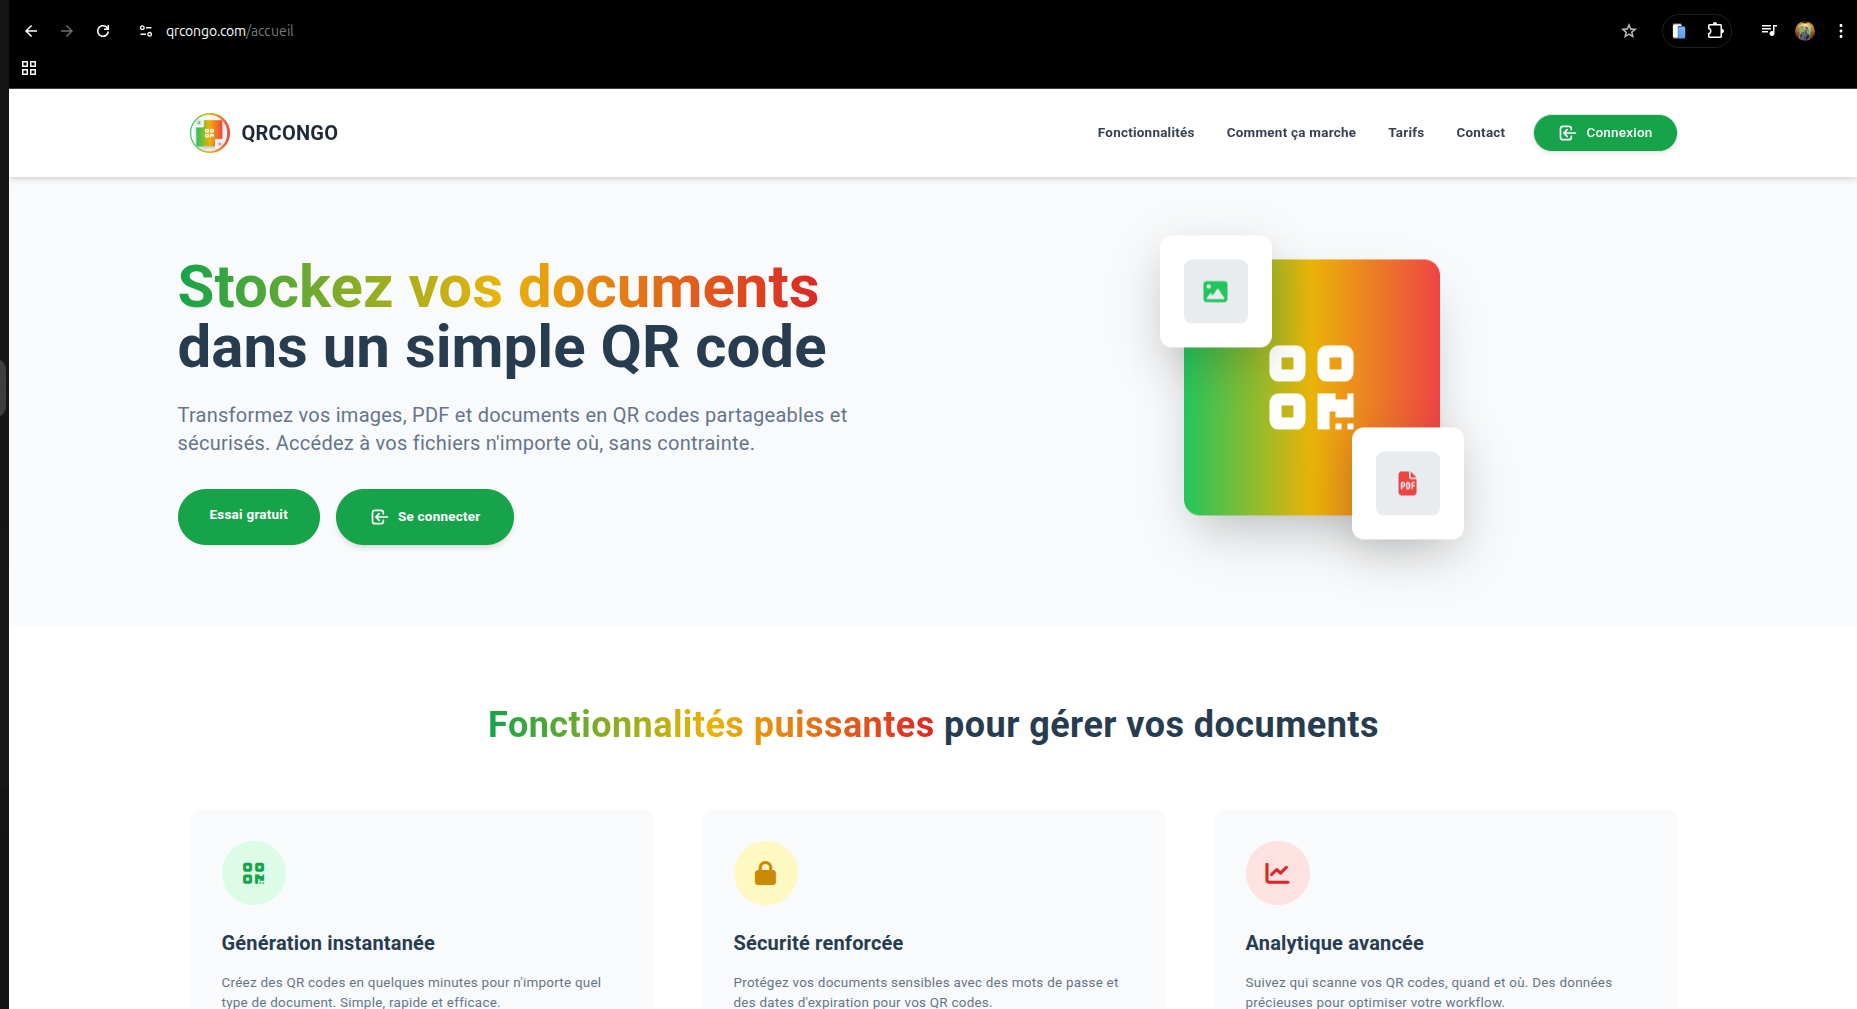 qrcongo.com/accueil
QRCONGO
Fonctionnalités
Comment ça marche
Tarifs
Contact
Connexion
Stockez vos documents
dans un simple QR code
Transformez vos images, PDF et documents en QR codes partageables et
sécurisés. Accédez à vos fichiers n'importe où, sans contrainte.
Essai gratuit
Se connecter
PDF
Fonctionnalités puissantes pour gérer vos documents
Génération instantanée
Créez des QR codes en quelques minutes pour n'importe quel
type de document. Simple, rapide et efficace.
Sécurité renforcée
Protégez vos documents sensibles avec des mots de passe et
des dates d'expiration pour vos QR codes.
Analytique avancée
Suivez qui scanne vos QR codes, quand et où. Des données
précieuses pour optimiser votre workflow.